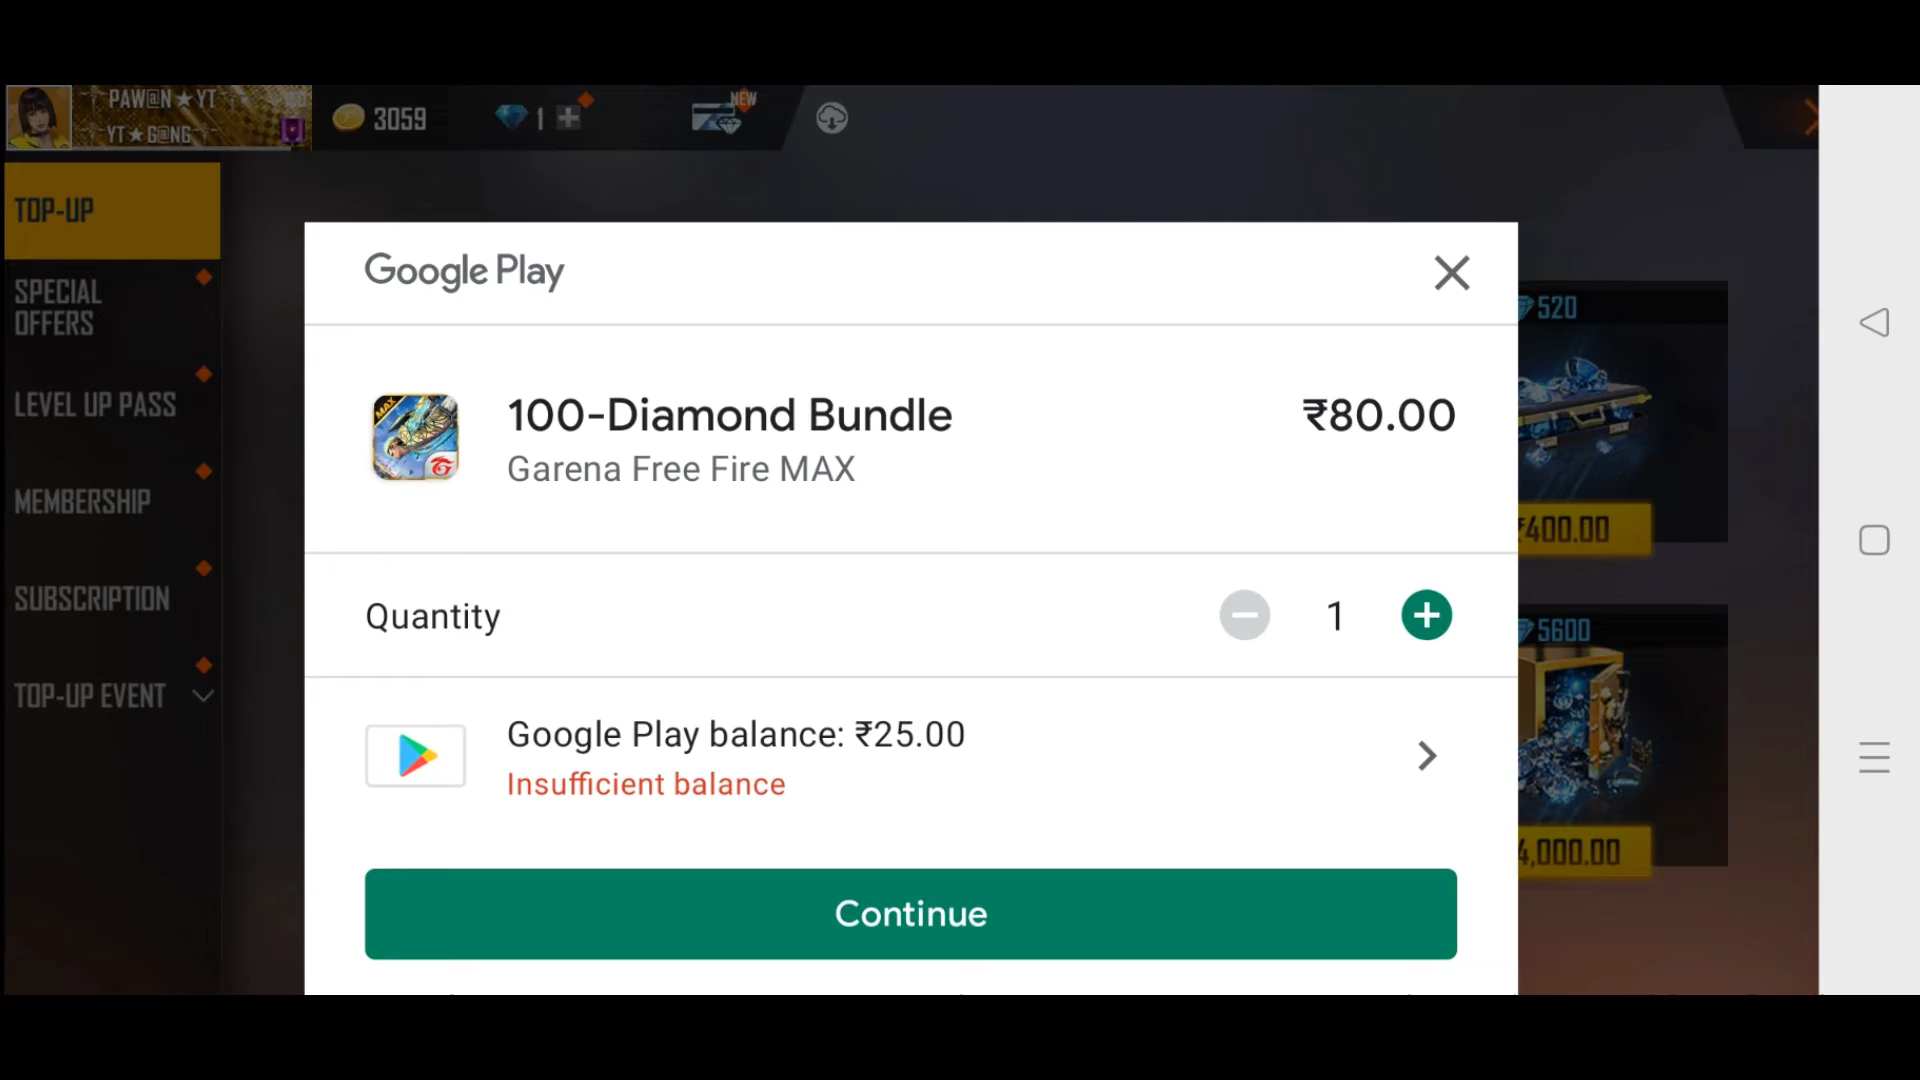 PAW@N★YT
YT★G@NG
3059
1
NEW
TOP-UP
SPECIAL
OFFERS
LEVEL UP PASS
MEMBERSHIP
SUBSCRIPTION
TOP-UP EVENT
Google Play
100-Diamond Bundle
₹80.00
MAX
Garena Free Fire MAX
Quantity
1
Google Play balance: ₹25.00
Insufficient balance
Continue
520
₹400.00
5600
4,000.00